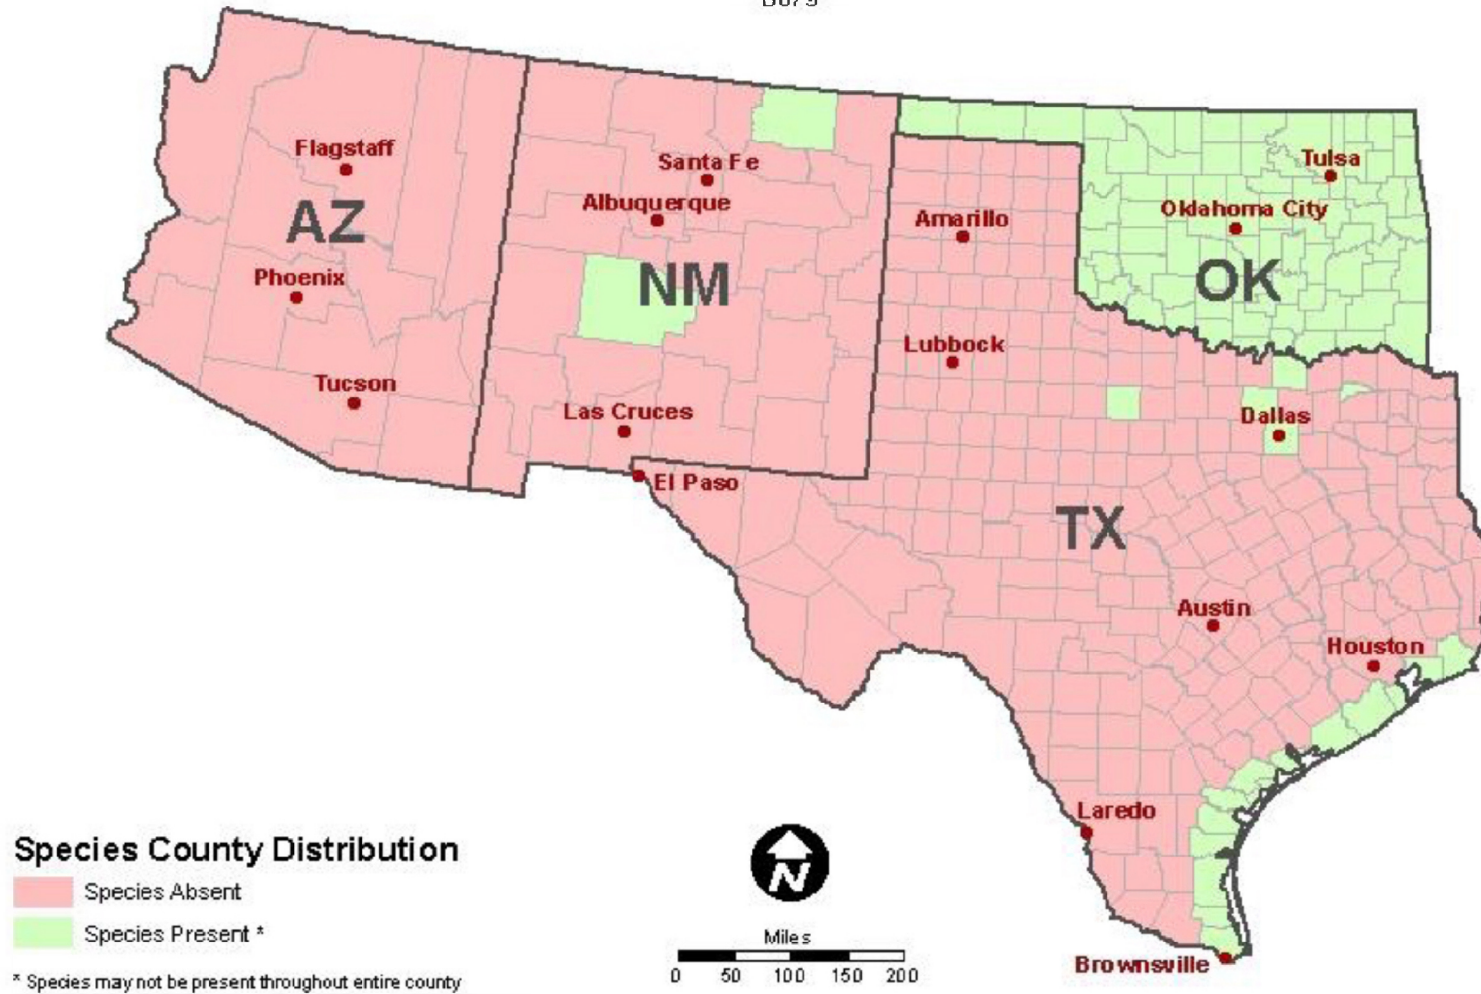 Flagstaff
Santa Fe
Tulsa
Albuquerque
Amarillo
Oklahoma City
AZ
Phoenix
NM
OK
Lubbock
Tucson
Las Cruces
Dallas
El Paso
TX
Austin
Houston
Laredo
Species County Distribution
Species Absent
Species Present *
* Species may not be present throughout entire county
N
Miles
0 50 100 150 200
Brownsville